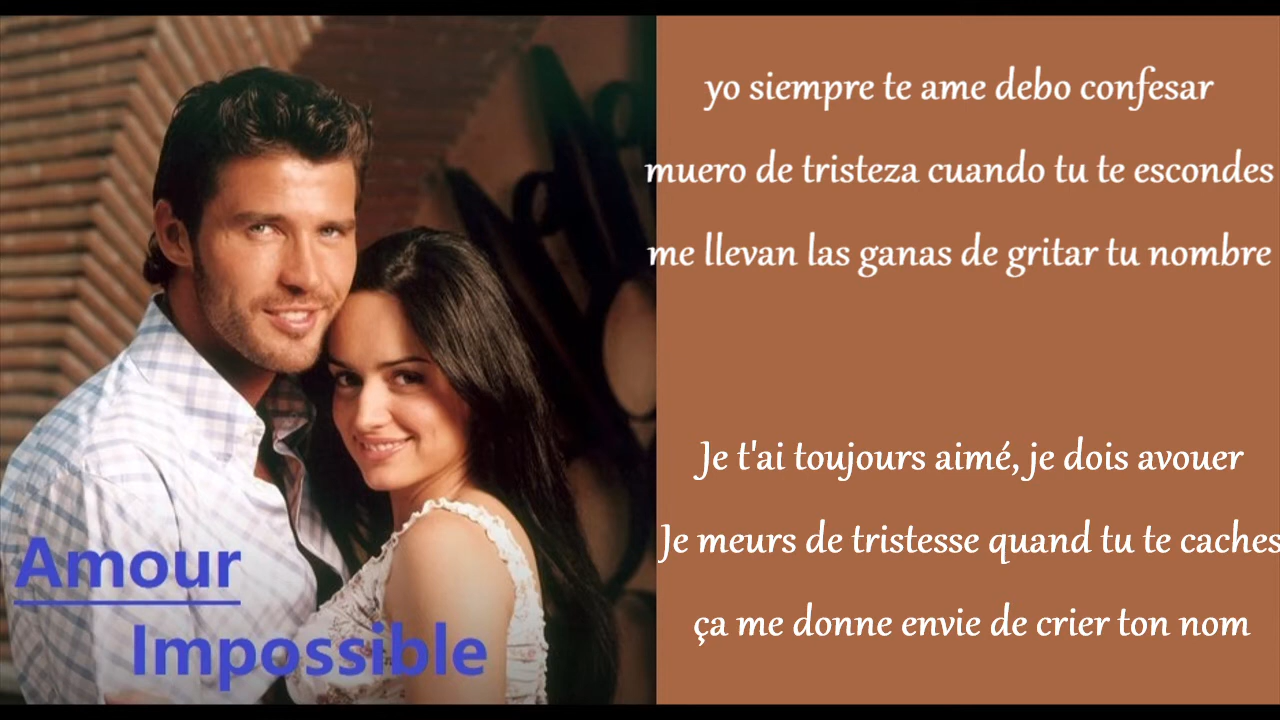 Amour
Impossible
yo siempre te ame debo confesar
muero de tristeza cuando tu te escondes
me llevan las ganas de gritar tu nombre
Je t'ai toujours aimé, je dois avouer
Je meurs de tristesse quand tu te caches
ça me donne envie de crier ton nom